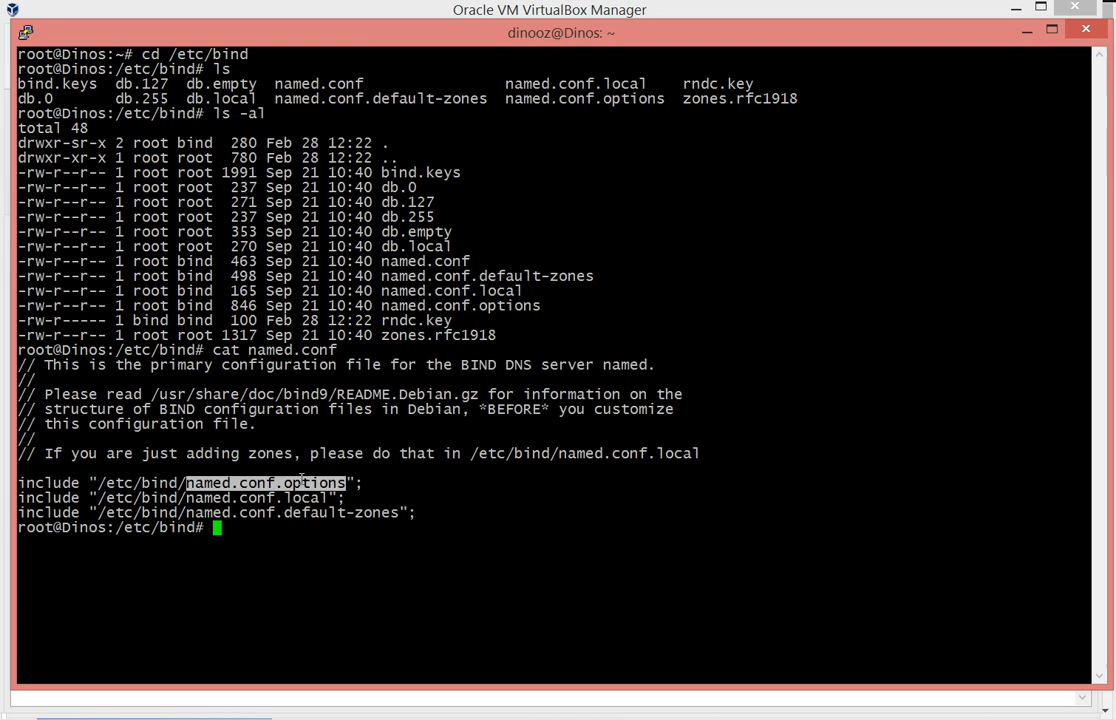 Oracle VM VirtualBox Manager
dinooz@Dinos: ~
root@Dinos:~# cd /etc/bind
root@Dinos:/etc/bind# ls
bind.keys  db.127  db.empty  named.conf                named.conf.local    rndc.key
db.0       db.255  db.local  named.conf.default-zones  named.conf.options  zones.rfc1918
root@Dinos:/etc/bind# ls -al
total 48
drwxr-sr-x 2 root bind  280 Feb 28 12:22 .
drwxr-xr-x 1 root root  780 Feb 28 12:22 ..
-rw-r--r-- 1 root root 1991 Sep 21 10:40 bind.keys
-rw-r--r-- 1 root root  237 Sep 21 10:40 db.0
-rw-r--r-- 1 root root  271 Sep 21 10:40 db.127
-rw-r--r-- 1 root root  237 Sep 21 10:40 db.255
-rw-r--r-- 1 root root  353 Sep 21 10:40 db.empty
-rw-r--r-- 1 root root  270 Sep 21 10:40 db.local
-rw-r--r-- 1 root bind  463 Sep 21 10:40 named.conf
-rw-r--r-- 1 root bind  498 Sep 21 10:40 named.conf.default-zones
-rw-r--r-- 1 root bind  165 Sep 21 10:40 named.conf.local
-rw-r--r-- 1 root bind  846 Sep 21 10:40 named.conf.options
-rw-r----- 1 bind bind  100 Feb 28 12:22 rndc.key
-rw-r--r-- 1 root root 1317 Sep 21 10:40 zones.rfc1918
root@Dinos:/etc/bind# cat named.conf
// This is the primary configuration file for the BIND DNS server named.
//
// Please read /usr/share/doc/bind9/README.Debian.gz for information on the
// structure of BIND configuration files in Debian, *BEFORE* you customize
// this configuration file.
//
// If you are just adding zones, please do that in /etc/bind/named.conf.local
include "/etc/bind/named.conf.options";
include "/etc/bind/named.conf.local";
include "/etc/bind/named.conf.default-zones";
root@Dinos:/etc/bind#